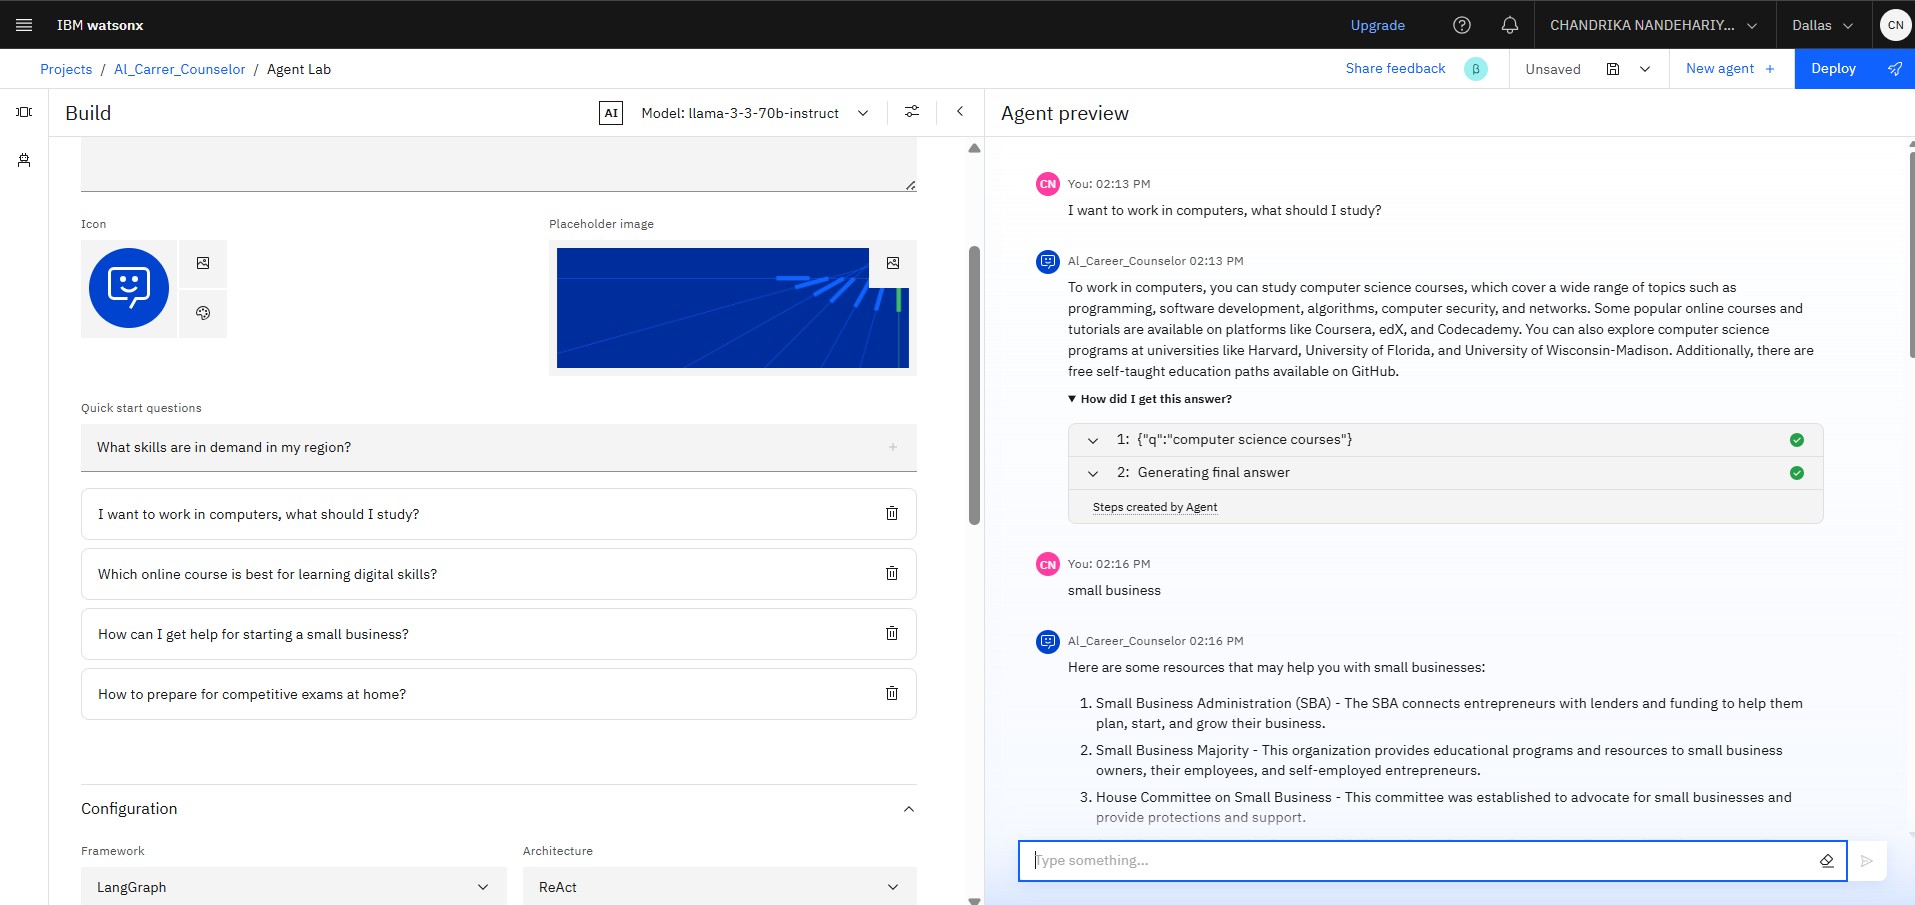 IBM watsonx
Upgrade
CHANDRIKA NANDEHARIY...
Dallas
CN
Projects / Al_Carrer_Counselor / Agent Lab
Share feedback
β
Unsaved
New agent +
Deploy
Build
AI
Model: llama-3-3-70b-instruct
Icon
Placeholder image
Quick start questions
What skills are in demand in my region?
I want to work in computers, what should I study?
Which online course is best for learning digital skills?
How can I get help for starting a small business?
How to prepare for competitive exams at home?
Configuration
Framework
Architecture
LangGraph
ReAct
Agent preview
CN
You: 02:13 PM
I want to work in computers, what should I study?
Al_Career_Counselor 02:13 PM
To work in computers, you can study computer science courses, which cover a wide range of topics such as
programming, software development, algorithms, computer security, and networks. Some popular online courses and
tutorials are available on platforms like Coursera, edX, and Codecademy. You can also explore computer science
programs at universities like Harvard, University of Florida, and University of Wisconsin-Madison. Additionally, there are
free self-taught education paths available on GitHub.
How did I get this answer?
1: {"q":"computer science courses"}
2: Generating final answer
Steps created by Agent
CN
You: 02:16 PM
small business
Al_Career_Counselor 02:16 PM
Here are some resources that may help you with small businesses:
1. Small Business Administration (SBA) - The SBA connects entrepreneurs with lenders and funding to help them
plan, start, and grow their business.
2. Small Business Majority - This organization provides educational programs and resources to small business
owners, their employees, and self-employed entrepreneurs.
3. House Committee on Small Business - This committee was established to advocate for small businesses and
provide protections and support.
Type something...